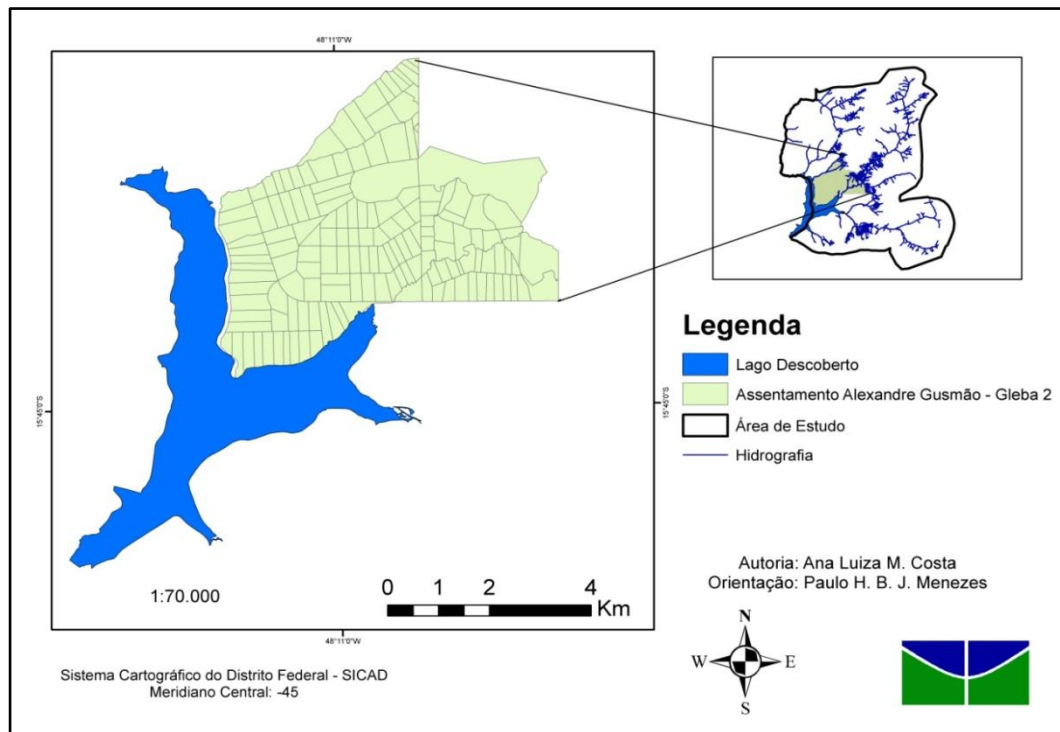 48°11'0"W
15°45'0"S
15°45'0"S
1:70.000
0 1 2 4
Km
48°11'0"W
Sistema Cartográfico do Distrito Federal - SICAD
Meridiano Central: -45
Legenda
Lago Descoberto
Assentamento Alexandre Gusmão - Gleba 2
Área de Estudo
Hidrografia
Autoria: Ana Luiza M. Costa
Orientação: Paulo H. B. J. Menezes
N
W E
S